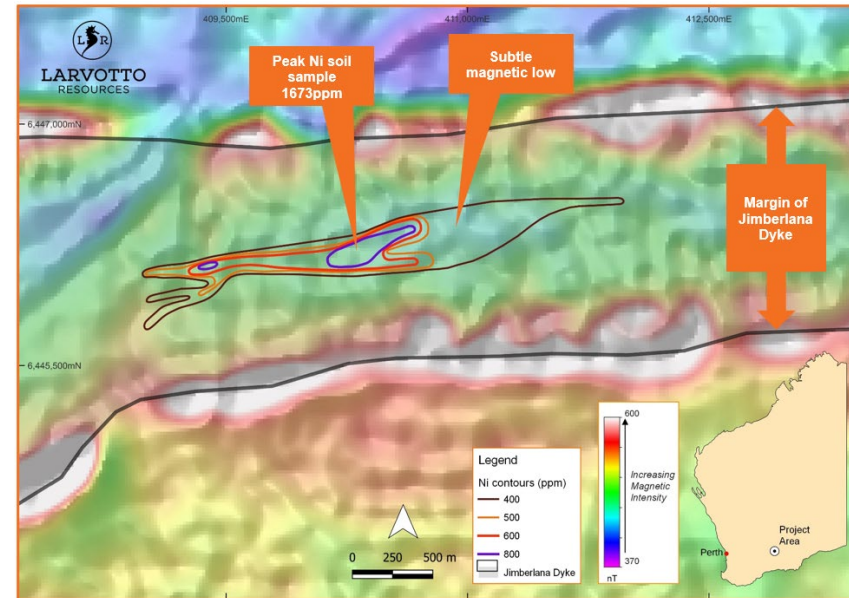 409,500mE
411,000mE
412,500mE
LR
LARVOTTO
RESOURCES
Peak Ni soil
sample
1673ppm
Subtle
magnetic low
6,447,000mN
Margin of
Jimberlana
Dyke
6,445,500mN
Legend
Ni contours (ppm)
400
500
600
800
Jimberlana Dyke
0 250 500 m
600
Increasing
Magnetic
Intensity
370
nT
Project
Area
Perth